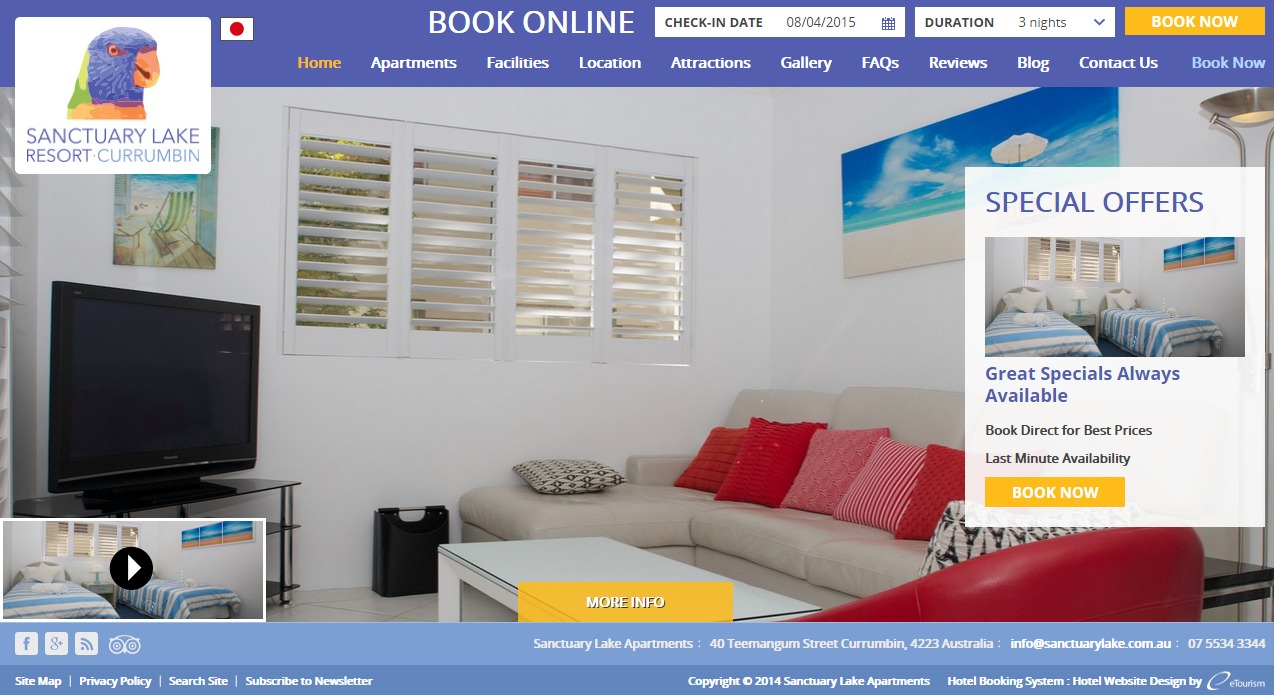 SANCTUARY LAKE
RESORT · CURRUMBIN
BOOK ONLINE
CHECK-IN DATE 08/04/2015
DURATION 3 nights
BOOK NOW
Home Apartments Facilities Location Attractions Gallery FAQs Reviews Blog Contact Us Book Now
SPECIAL OFFERS
Great Specials Always
Available
Book Direct for Best Prices
Last Minute Availability
BOOK NOW
Panasonic
MORE INFO
f g+
Sanctuary Lake Apartments : 40 Teemangum Street Currumbin, 4223 Australia : info@sanctuarylake.com.au : 07 5534 3344
Site Map | Privacy Policy | Search Site | Subscribe to Newsletter
Copyright © 2014 Sanctuary Lake Apartments Hotel Booking System : Hotel Website Design by eTourism